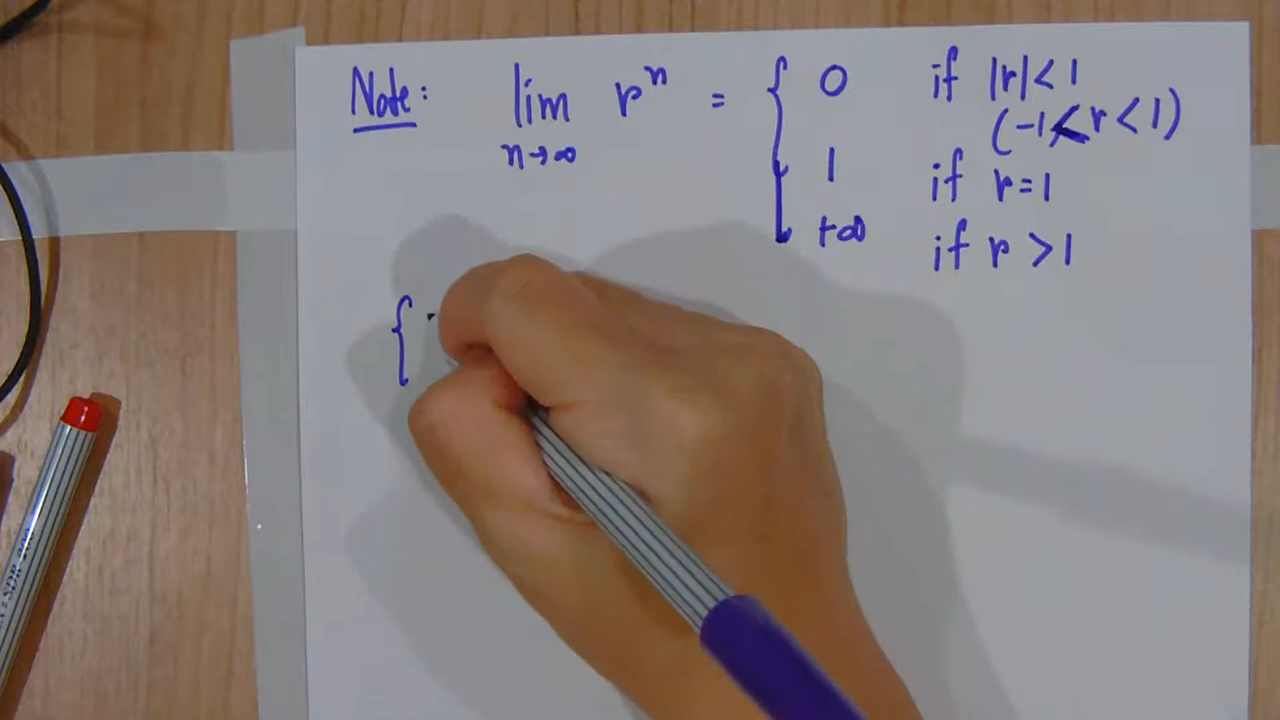 Note: lim r^n = { 0 if |r| < 1
n→∞ (-1 < r < 1)
1 if r = 1
+∞ if r > 1
{